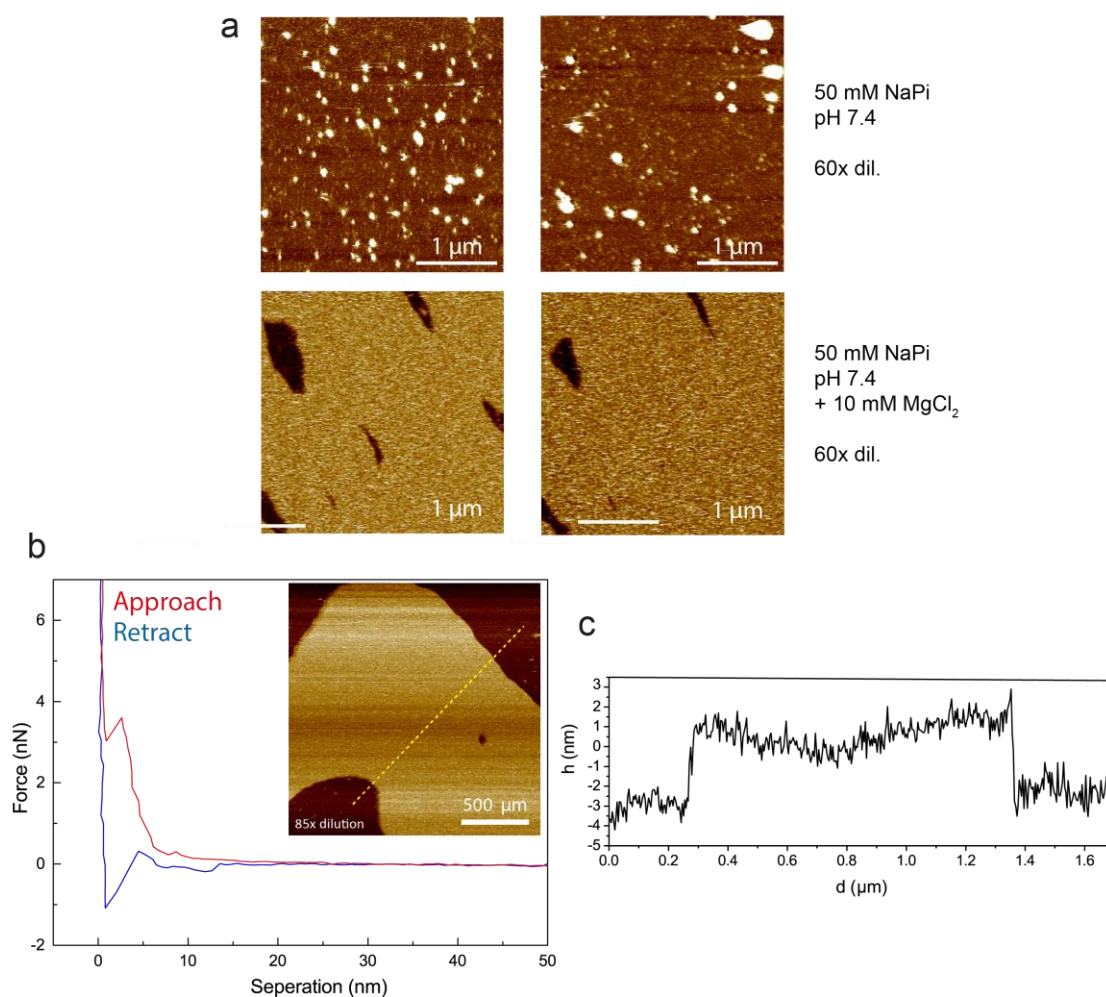 a
1 µm
1 µm
50 mM NaPi
pH 7.4
60x dil.
1 µm
1 µm
50 mM NaPi
pH 7.4
+ 10 mM MgCl₂
60x dil.
b
Approach
Retract
500 µm
85x dilution
Force (nN)
6
4
2
0
-2
0 10 20 30 40 50
Seperation (nm)
c
h (nm)
3
2
1
0
-1
-2
-3
-4
-5
0.0 0.2 0.4 0.6 0.8 1.0 1.2 1.4 1.6
d (µm)